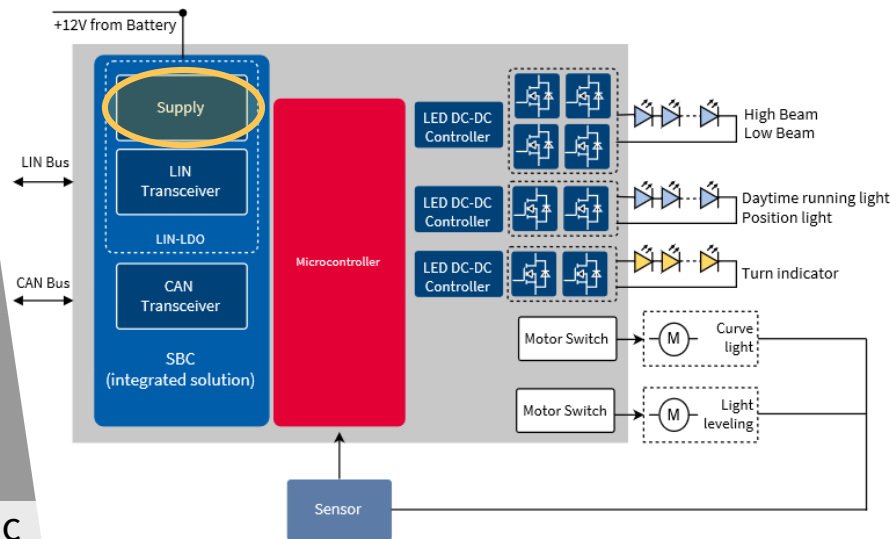 +12V from Battery
Supply
LIN Bus
LIN
Transceiver
LIN-LDO
CAN Bus
CAN
Transceiver
SBC
(integrated solution)
Microcontroller
LED DC-DC
Controller
High Beam
Low Beam
LED DC-DC
Controller
Daytime running light
Position light
LED DC-DC
Controller
Turn indicator
Motor Switch
M
Curve
light
Motor Switch
M
Light
leveling
Sensor
C